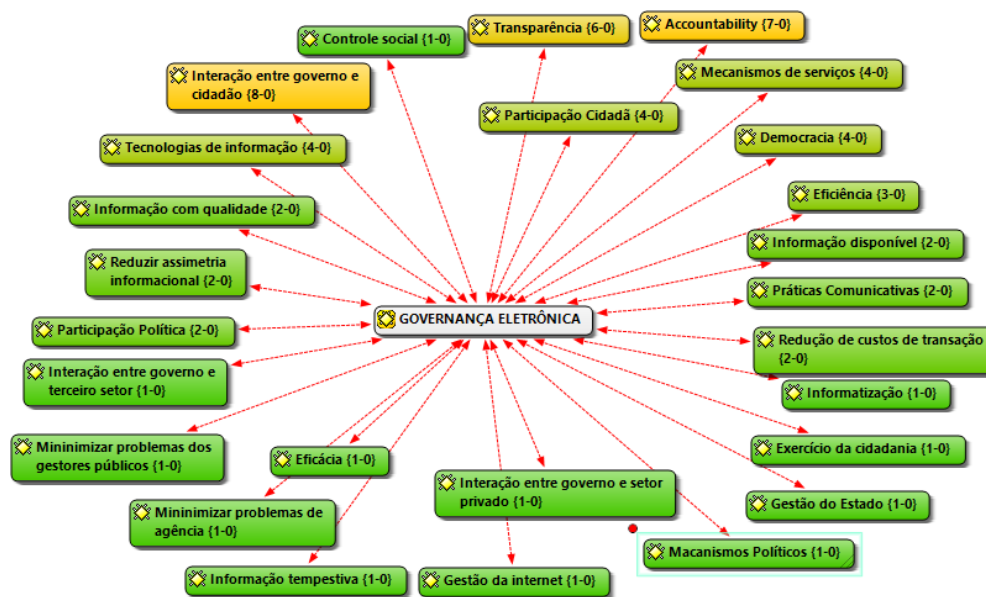 Controle social {1-0}
Transparência {6-0}
Accountability {7-0}
Interação entre governo e
cidadão {8-0}
Mecanismos de serviços {4-0}
Participação Cidadã {4-0}
Tecnologias de informação {4-0}
Democracia {4-0}
Eficiência {3-0}
Informação com qualidade {2-0}
Informação disponível {2-0}
Reduzir assimetria
informacional {2-0}
Práticas Comunicativas {2-0}
GOVERNANÇA ELETRÔNICA
Participação Política {2-0}
Redução de custos de transação
{2-0}
Interação entre governo e
terceiro setor {1-0}
Informatização {1-0}
Mininimizar problemas dos
gestores públicos {1-0}
Eficácia {1-0}
Exercício da cidadania {1-0}
Interação entre governo e setor
privado {1-0}
Gestão do Estado {1-0}
Mininimizar problemas de
agência {1-0}
Macanismos Políticos {1-0}
Informação tempestiva {1-0}
Gestão da internet {1-0}